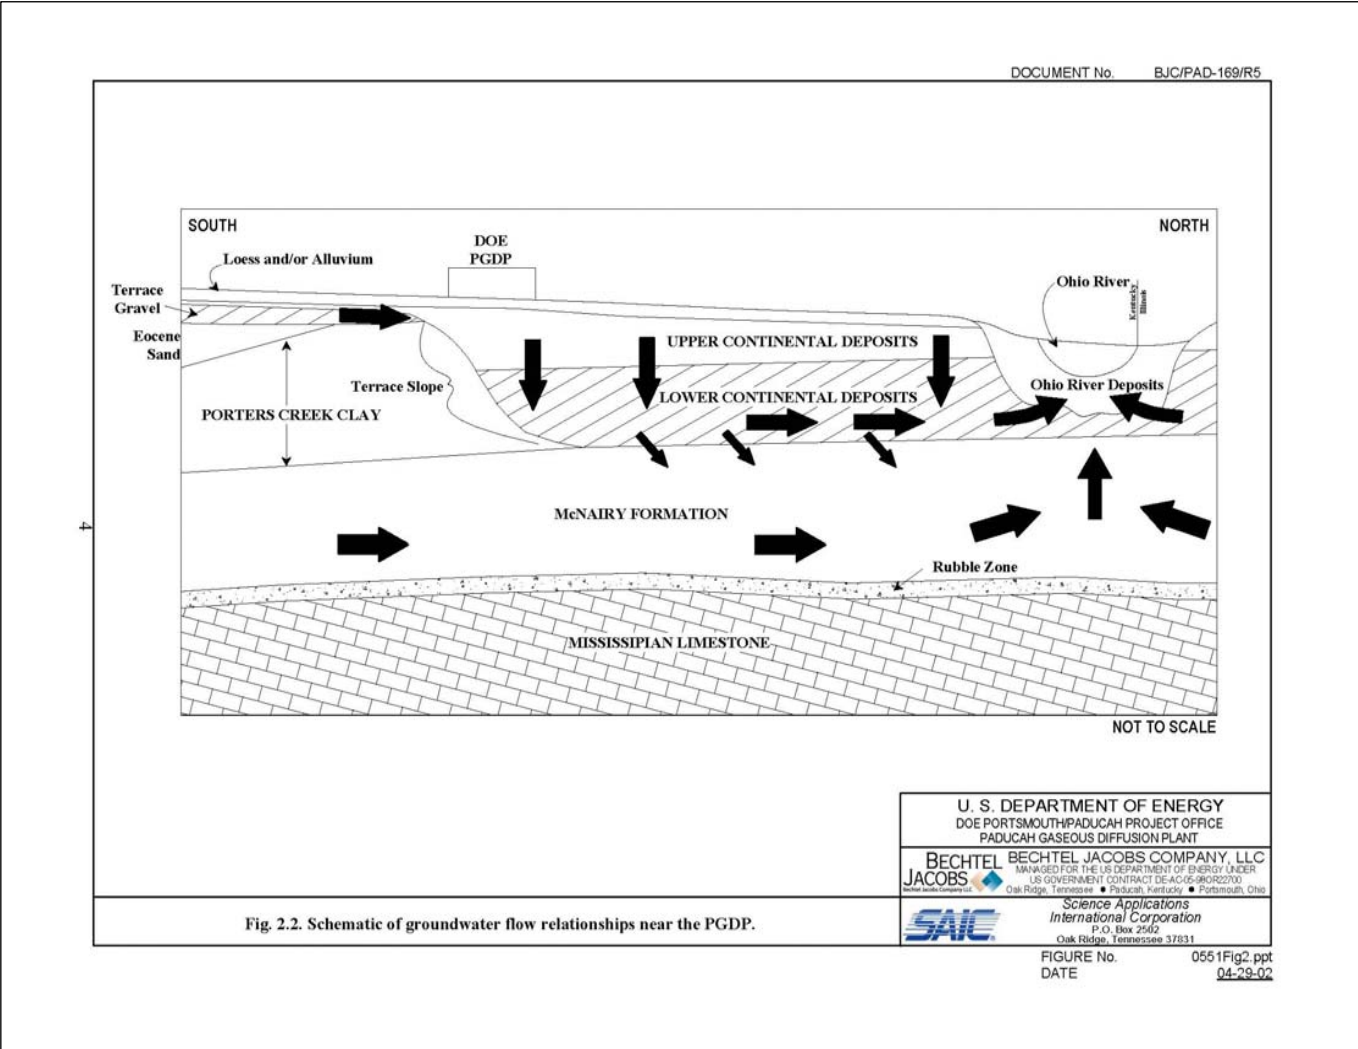 DOCUMENT No. BJC/PAD-169/R5
SOUTH
NORTH
DOE
PGDP
Loess and/or Alluvium
Ohio River
Kentucky
Illinois
Terrace
Gravel
Eocene
Sand
UPPER CONTINENTAL DEPOSITS
Terrace Slope
Ohio River Deposits
LOWER CONTINENTAL DEPOSITS
PORTERS CREEK CLAY
McNAIRY FORMATION
4
Rubble Zone
MISSISSIPIAN LIMESTONE
NOT TO SCALE
U. S. DEPARTMENT OF ENERGY
DOE PORTSMOUTH/PADUCAH PROJECT OFFICE
PADUCAH GASEOUS DIFFUSION PLANT
BECHTEL
JACOBS
Bechtel Jacobs Company LLC
BECHTEL JACOBS COMPANY, LLC
MANAGED FOR THE US DEPARTMENT OF ENERGY UNDER
US GOVERNMENT CONTRACT DE-AC-05-98OR22700
Oak Ridge, Tennessee ● Paducah, Kentucky ● Portsmouth, Ohio
Fig. 2.2. Schematic of groundwater flow relationships near the PGDP.
SAIC
Science Applications
International Corporation
P.O. Box 2502
Oak Ridge, Tennessee 37831
FIGURE No. 0551Fig2.ppt
DATE 04-29-02